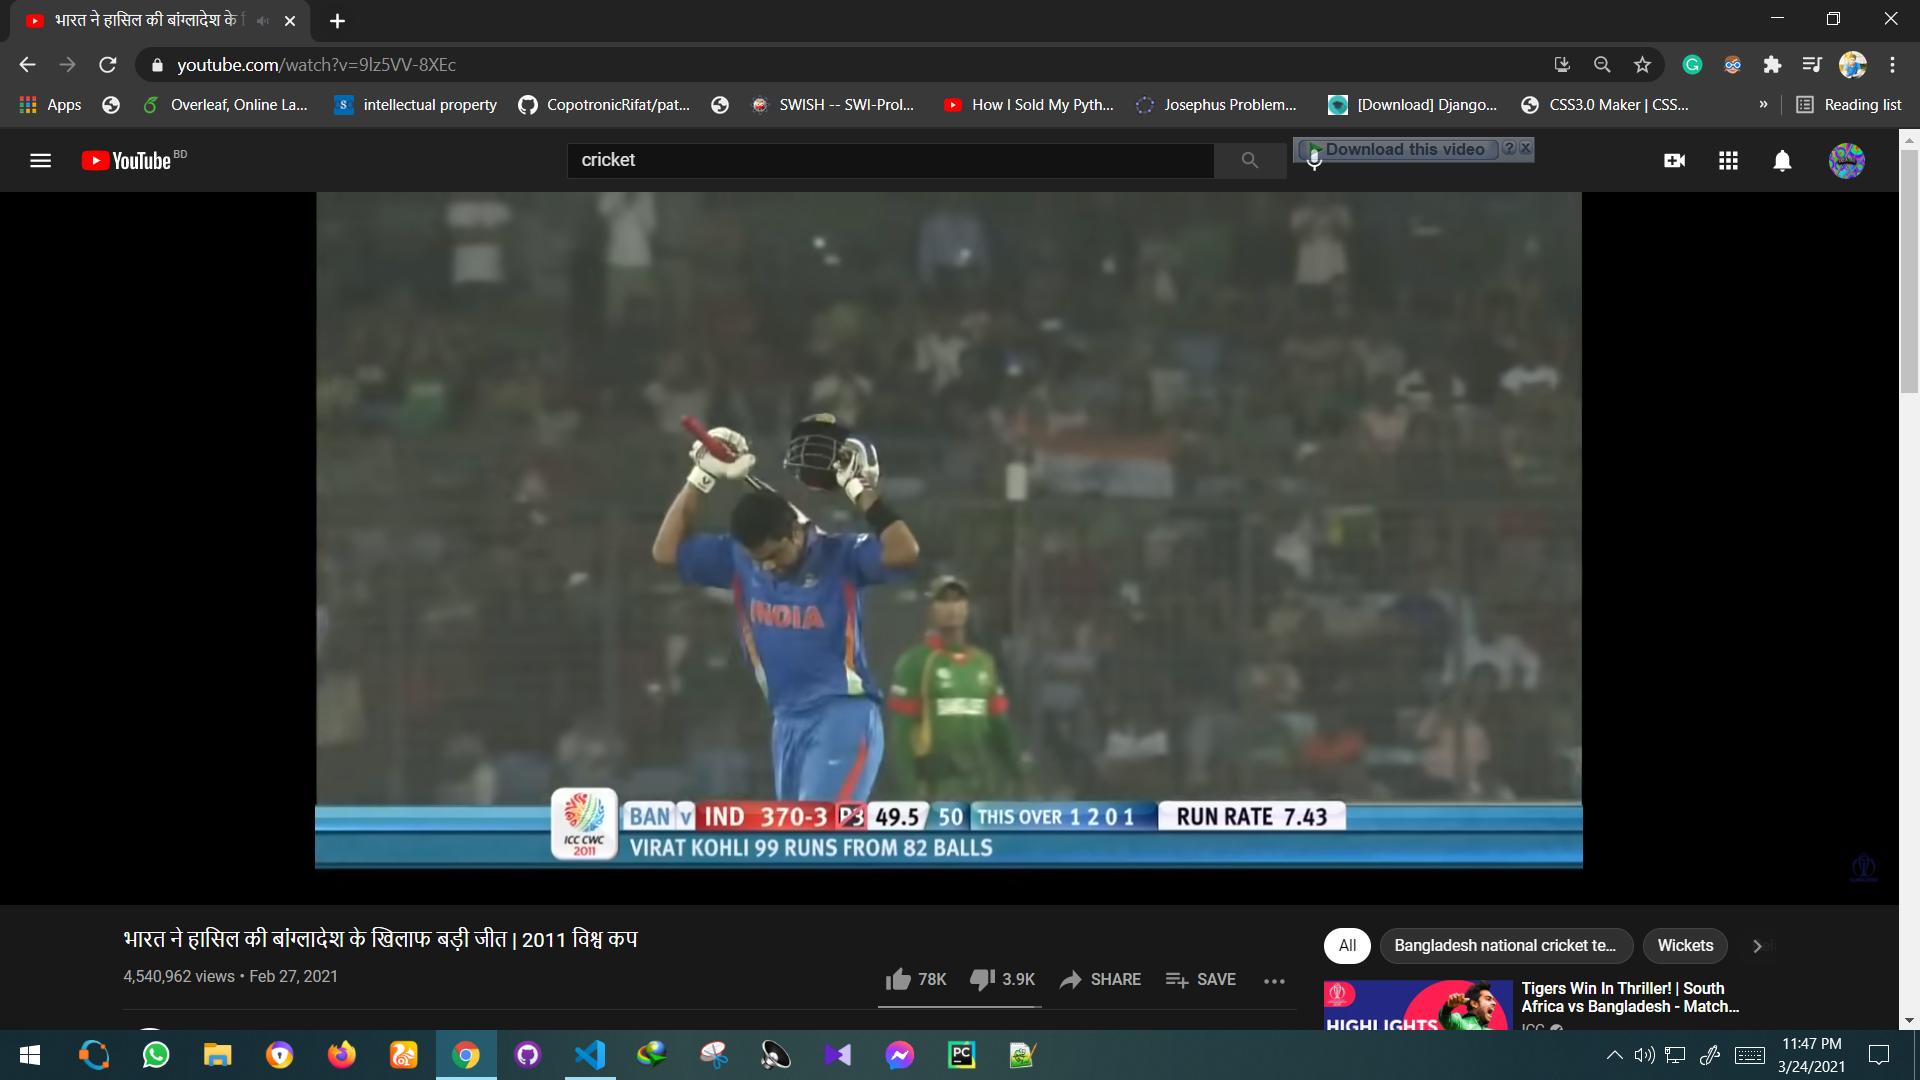 भारत ने हासिल की बांग्लादेश के
youtube.com/watch?v=9lz5VV-8XEc
Apps
Overleaf, Online La...
intellectual property
CopotronicRifat/pat...
SWISH -- SWI-Prol...
How I Sold My Pyth...
Josephus Problem...
[Download] Django...
CSS3.0 Maker | CSS...
»
Reading list
YouTube BD
cricket
Download this video ?
INDIA
ICC CWC
2011
BAN v IND 370-3 P3 49.5 50 THIS OVER 1 2 0 1 RUN RATE 7.43
VIRAT KOHLI 99 RUNS FROM 82 BALLS
भारत ने हासिल की बांग्लादेश के खिलाफ बड़ी जीत | 2011 विश्व कप
4,540,962 views • Feb 27, 2021
78K
3.9K
SHARE
SAVE
All
Bangladesh national cricket te...
Wickets
HIGHLIGHTS
Tigers Win In Thriller! | South
Africa vs Bangladesh - Match...
ICC
11:47 PM
3/24/2021